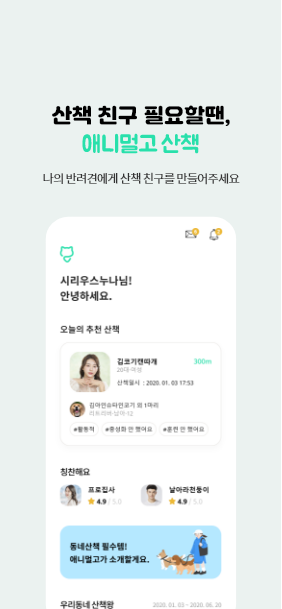 산책 친구 필요할땐,
애니멀고 산책
나의 반려견에게 산책 친구를 만들어주세요
시리우스누나님!
안녕하세요.
오늘의 추천 산책
김코기랜따개 300m
20대·여성
산책일시 : 2020. 01. 03 17:53
김아인슈타인코기 외 1마리
#활동적 #중성화 안 했어요 #훈련 안 했어요
칭찬해요
프로집사
4.9 / 5.0
날아라천둥이
4.9 / 5.0
동네산책 필수템!
애니멀고가 소개할게요.
우리동네 산책왕 2020. 01. 03 ~ 2020. 06. 20